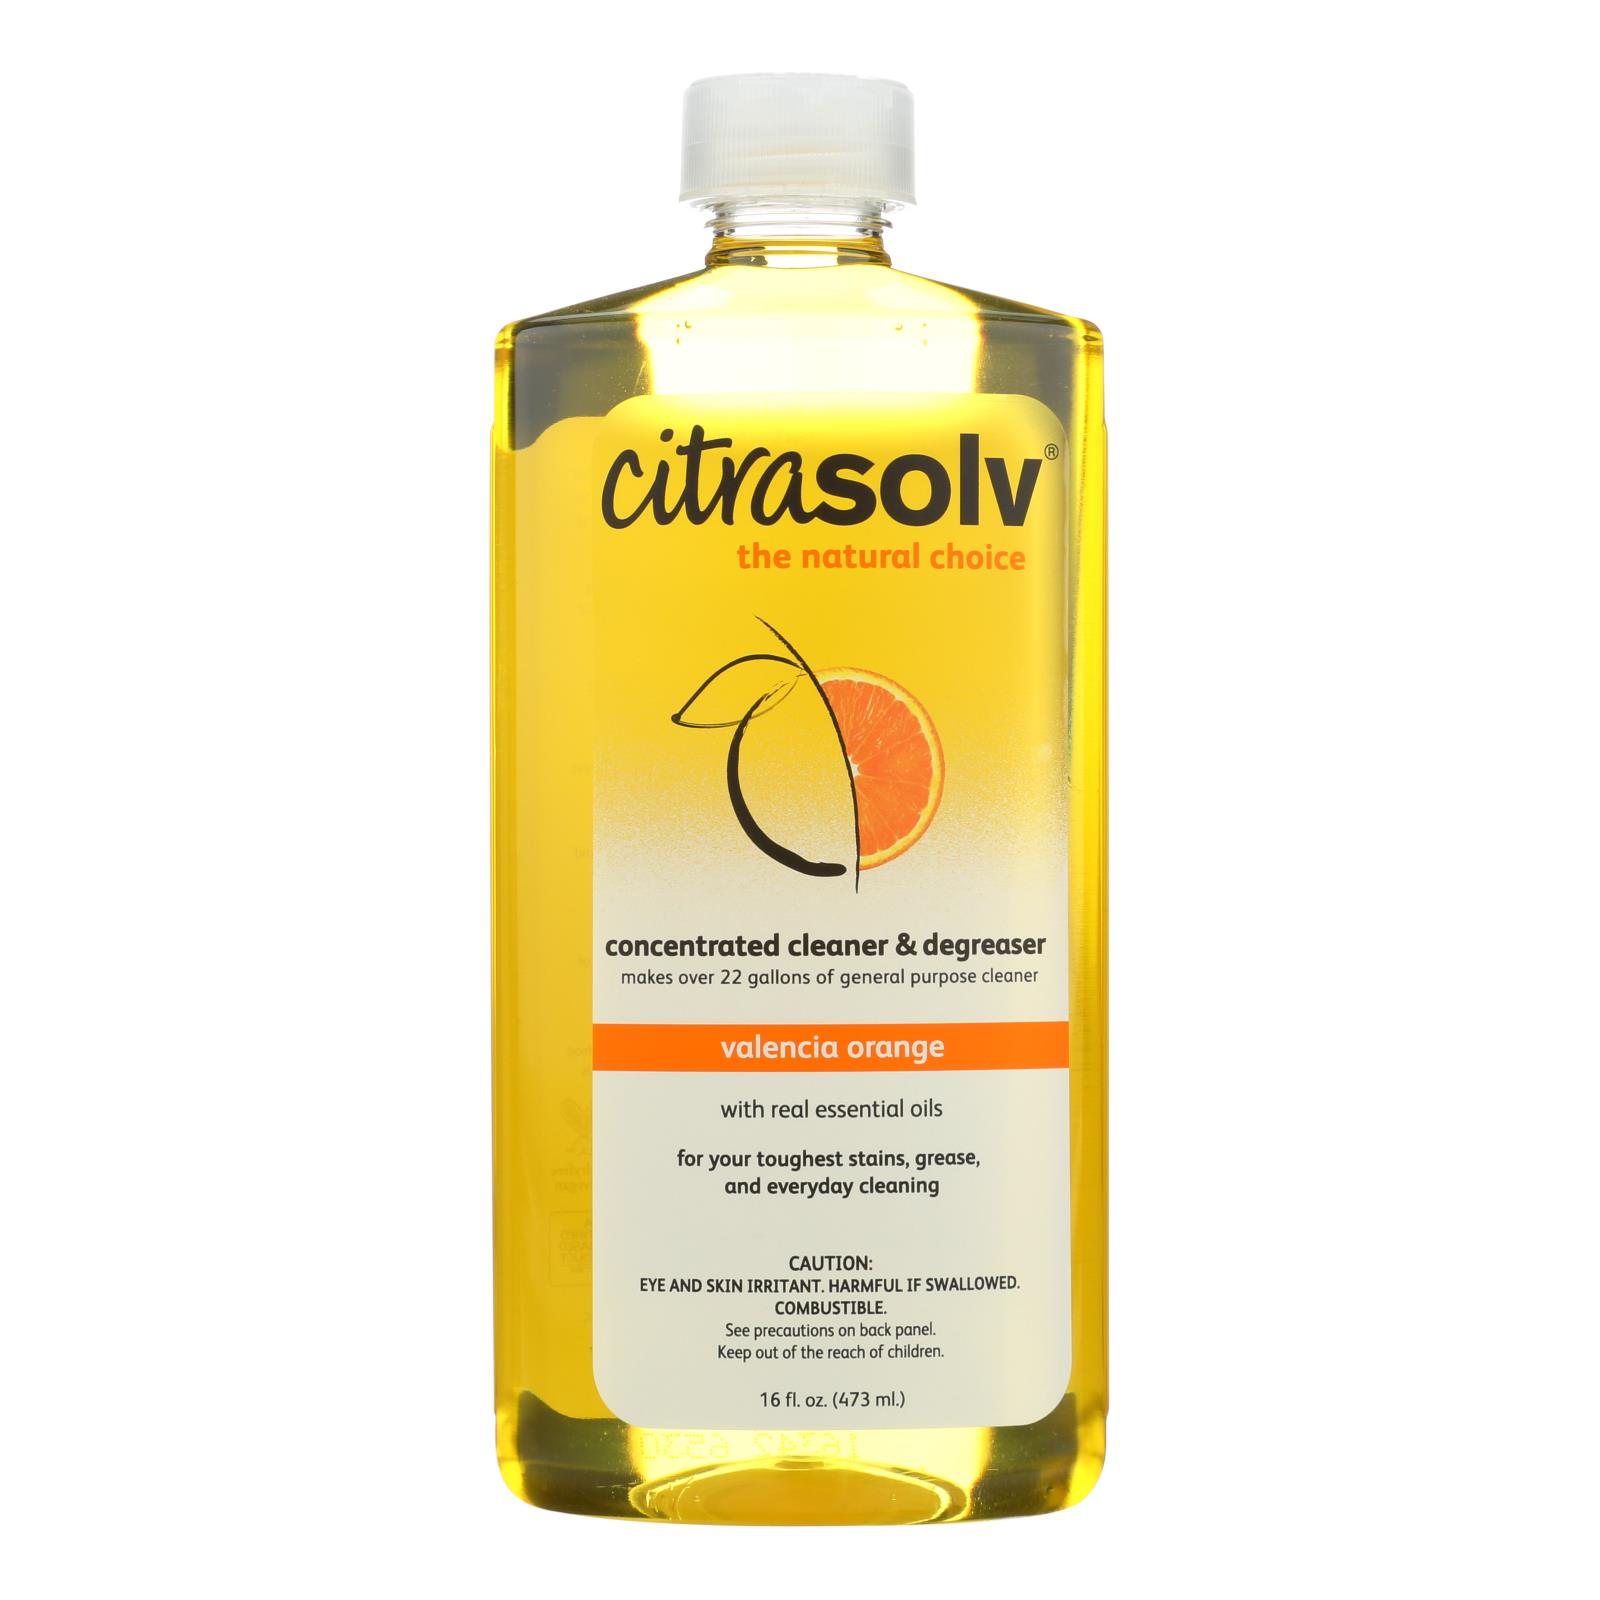 citrasolv®
the natural choice
concentrated cleaner & degreaser
makes over 22 gallons of general purpose cleaner
valencia orange
with real essential oils
for your toughest stains, grease,
and everyday cleaning
CAUTION:
EYE AND SKIN IRRITANT. HARMFUL IF SWALLOWED.
COMBUSTIBLE.
See precautions on back panel.
Keep out of the reach of children.
16 fl. oz. (473 ml.)